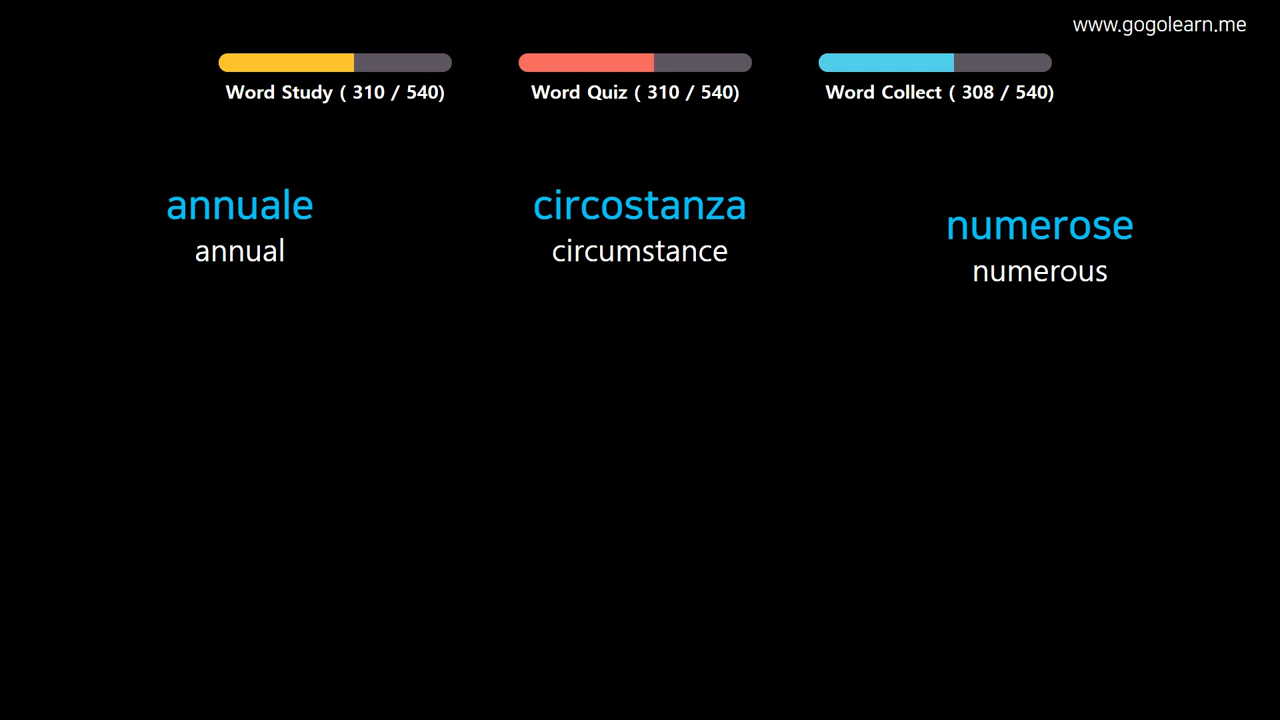 www.gogolearn.me
Word Study ( 310 / 540)
Word Quiz ( 310 / 540)
Word Collect ( 308 / 540)
annuale
annual
circostanza
circumstance
numerose
numerous